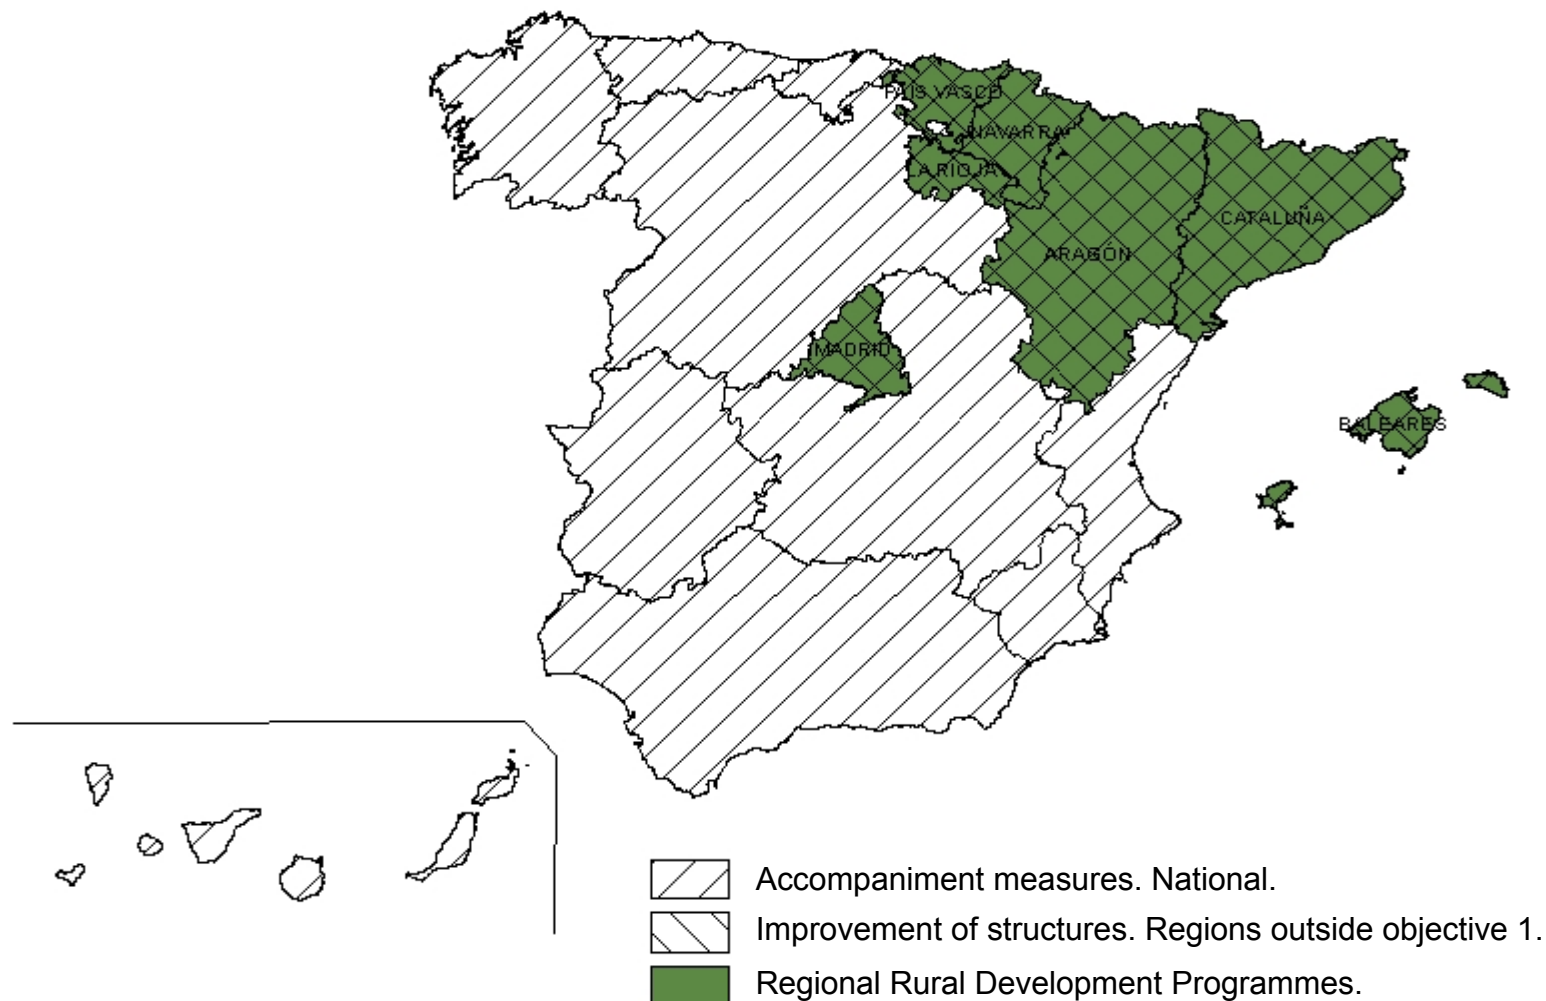 PAÍS VASCO
NAVARRA
LA RIOJA
CATALUÑA
ARAGÓN
MADRID
BALEARES
Accompaniment measures. National.
Improvement of structures. Regions outside objective 1.
Regional Rural Development Programmes.